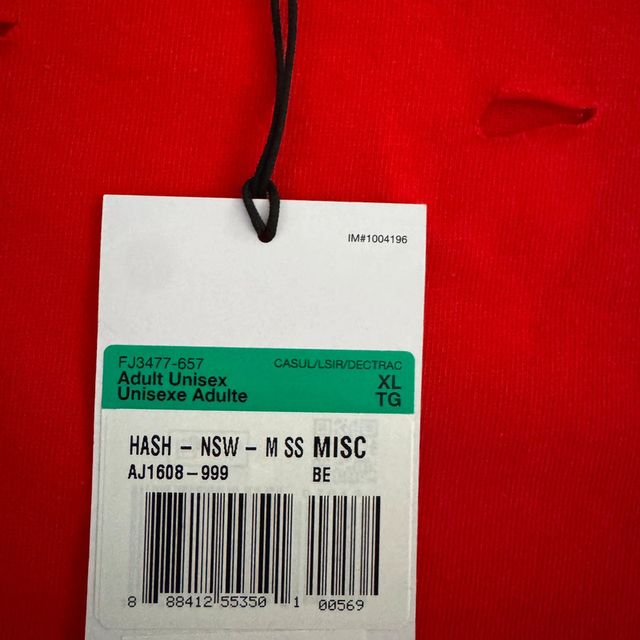 IM#1004196
FJ3477-657 CASUL/LSIR/DECTRAC
Adult Unisex XL
Unisexe Adulte TG
HASH - NSW - M SS MISC
AJ1608-999 BE
8 88412 55350 1 00569